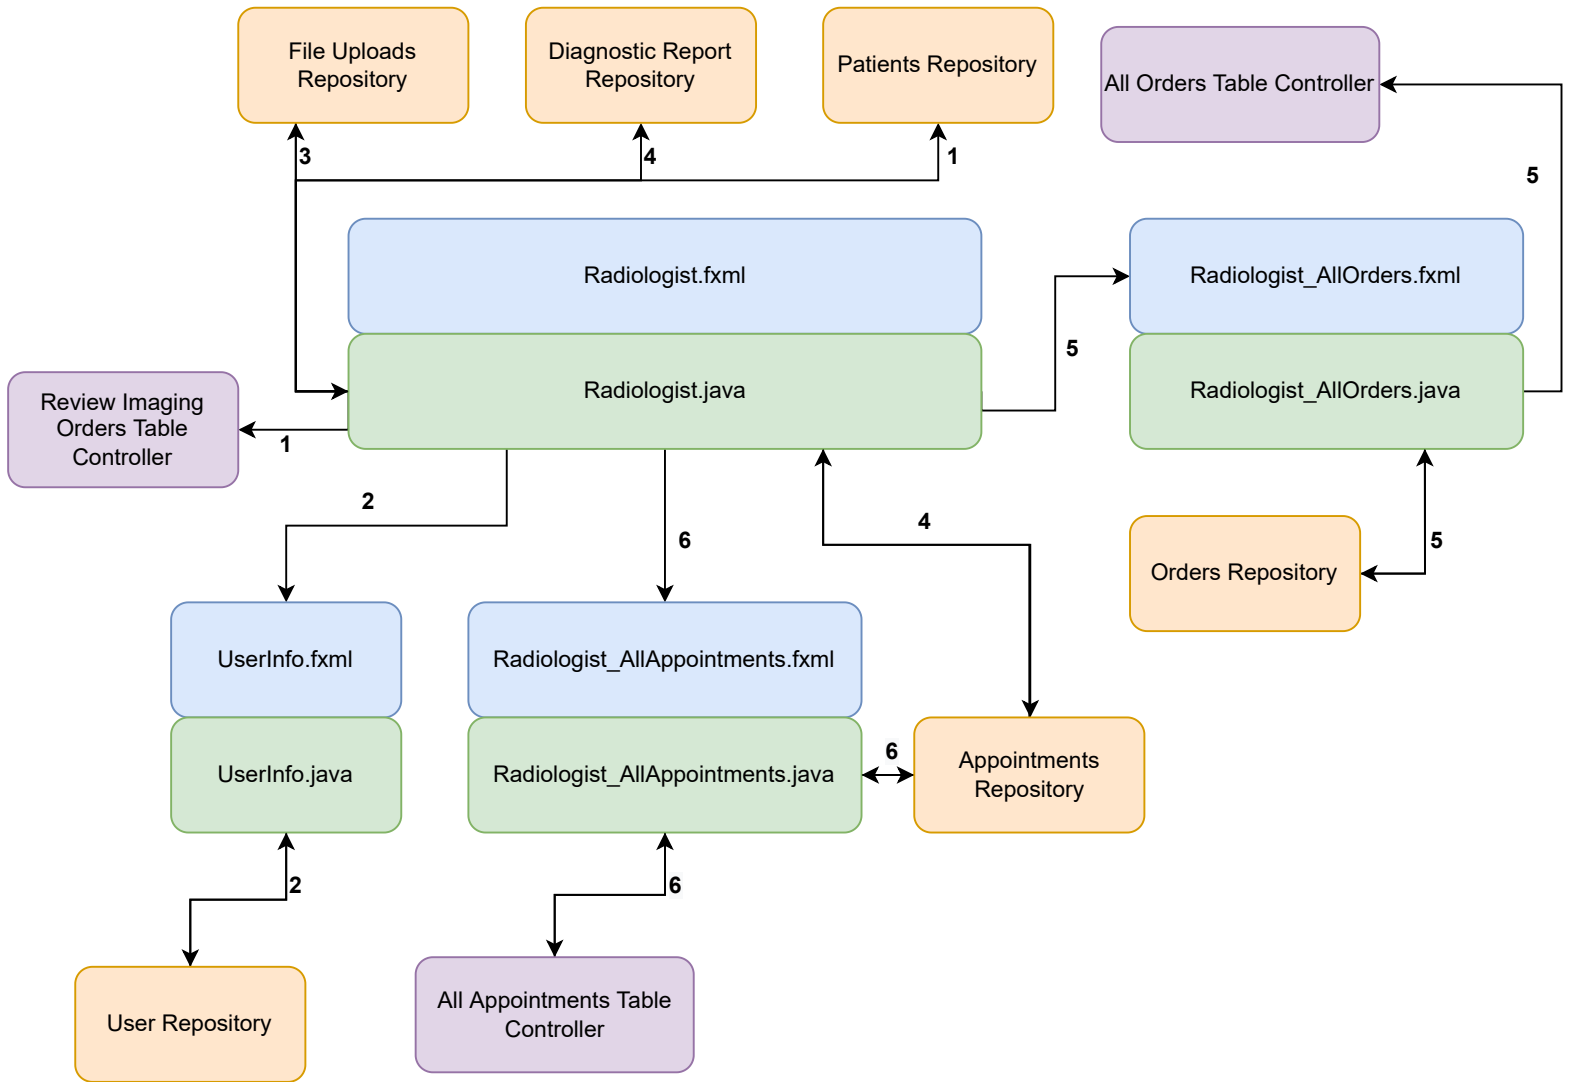 File Uploads
Repository
Diagnostic Report
Repository
Patients Repository
All Orders Table Controller
3
4
1
5
Radiologist.fxml
Radiologist_AllOrders.fxml
5
Radiologist.java
Radiologist_AllOrders.java
Review Imaging
Orders Table
Controller
1
2
6
4
5
Orders Repository
UserInfo.fxml
Radiologist_AllAppointments.fxml
UserInfo.java
Radiologist_AllAppointments.java
6
Appointments
Repository
2
6
User Repository
All Appointments Table
Controller